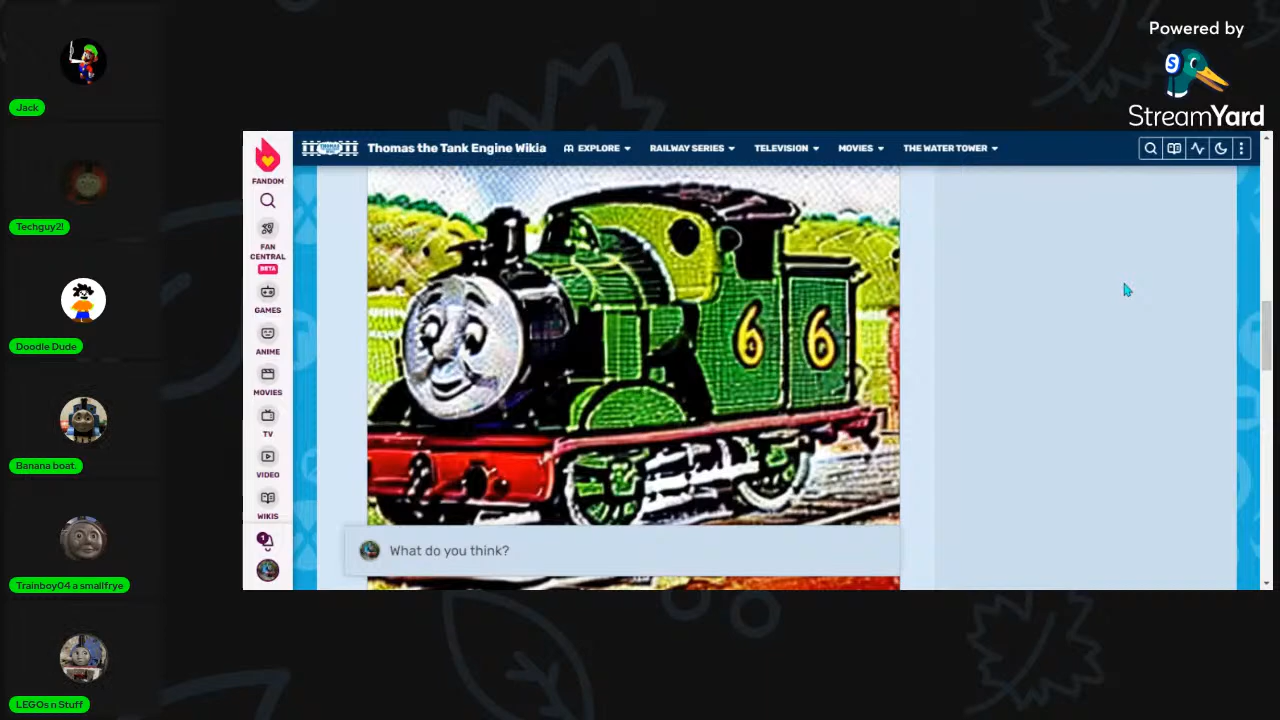 Powered by
S
StreamYard
Jack
Techguy2!
Doodle Dude
Banana boat.
Trainboy04 a smallfrye
LEGOs n Stuff
FANDOM
FAN
CENTRAL
BETA
GAMES
ANIME
MOVIES
TV
VIDEO
WIKIS
1
Thomas the Tank Engine Wikia
EXPLORE
RAILWAY SERIES
TELEVISION
MOVIES
THE WATER TOWER
6 6
What do you think?